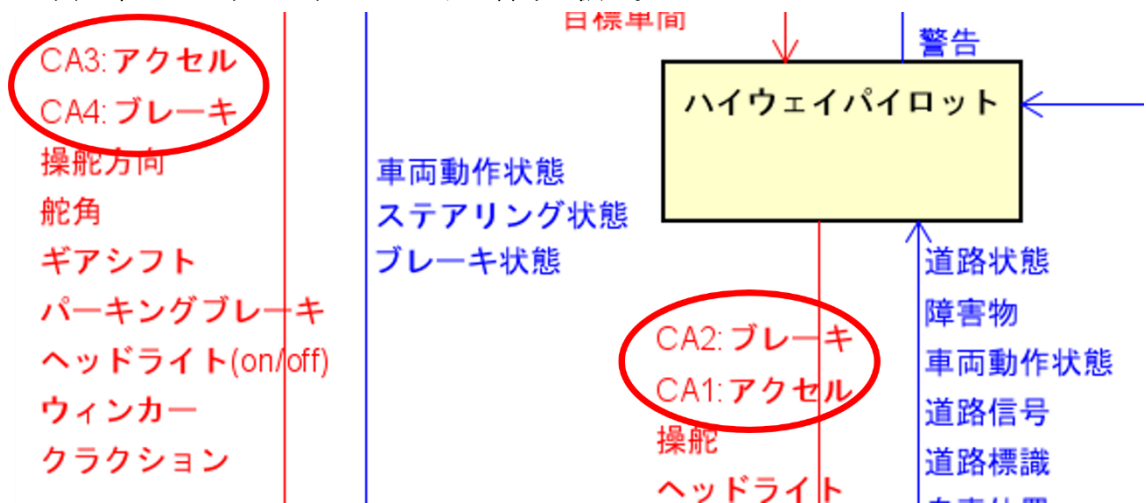 目標車間
警告
CA3:アクセル
CA4:ブレーキ
操舵方向
舵角
ギアシフト
パーキングブレーキ
ヘッドライト(on/off)
ウィンカー
クラクション
車両動作状態
ステアリング状態
ブレーキ状態
ハイウェイパイロット
CA2:ブレーキ
CA1:アクセル
操舵
ヘッドライト
道路状態
障害物
車両動作状態
道路信号
道路標識